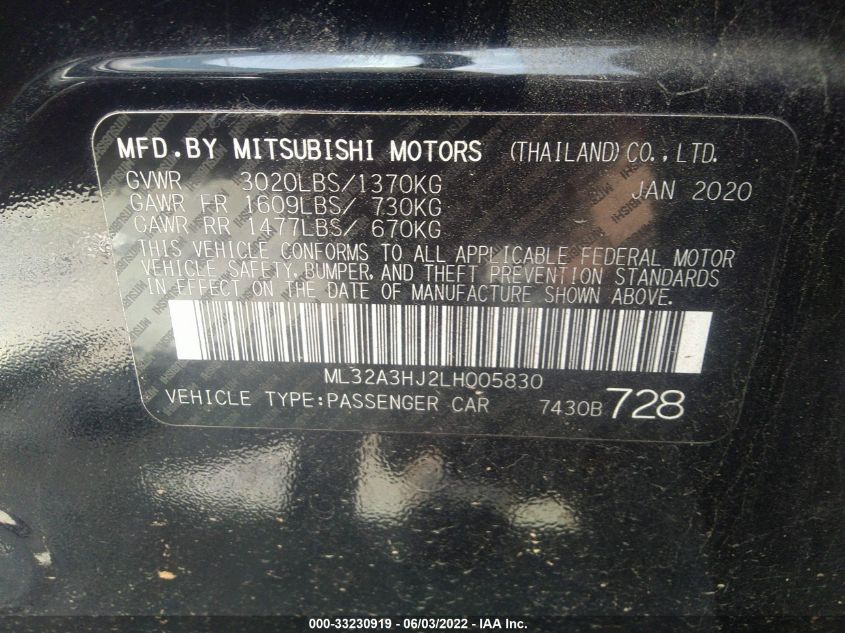 MFD.BY MITSUBISHI MOTORS (THAILAND) CO., LTD.
GVWR 3020LBS/1370KG JAN 2020
GAWR FR 1609LBS/ 730KG
GAWR RR 1477LBS/ 670KG
THIS VEHICLE CONFORMS TO ALL APPLICABLE FEDERAL MOTOR
VEHICLE SAFETY, BUMPER, AND THEFT PREVENTION STANDARDS
IN EFFECT ON THE DATE OF MANUFACTURE SHOWN ABOVE.
ML32A3HJ2LH005830
VEHICLE TYPE:PASSENGER CAR 7430B 728
000-33230919 - 06/03/2022 - IAA Inc.